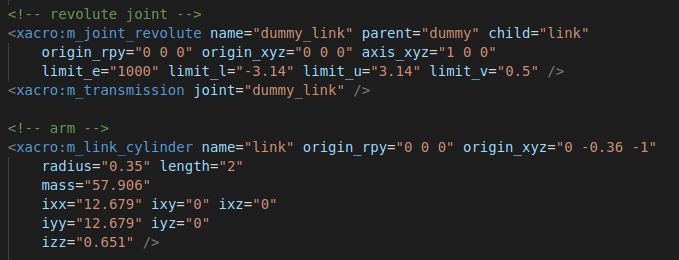 <!-- revolute joint -->
<xacro:m_joint_revolute name="dummy_link" parent="dummy" child="link"
origin_rpy="0 0 0" origin_xyz="0 0 0" axis_xyz="1 0 0"
limit_e="1000" limit_l="-3.14" limit_u="3.14" limit_v="0.5" />
<xacro:m_transmission joint="dummy_link" />
<!-- arm -->
<xacro:m_link_cylinder name="link" origin_rpy="0 0 0" origin_xyz="0 -0.36 -1"
radius="0.35" length="2"
mass="57.906"
ixx="12.679" ixy="0" ixz="0"
iyy="12.679" iyz="0"
izz="0.651" />